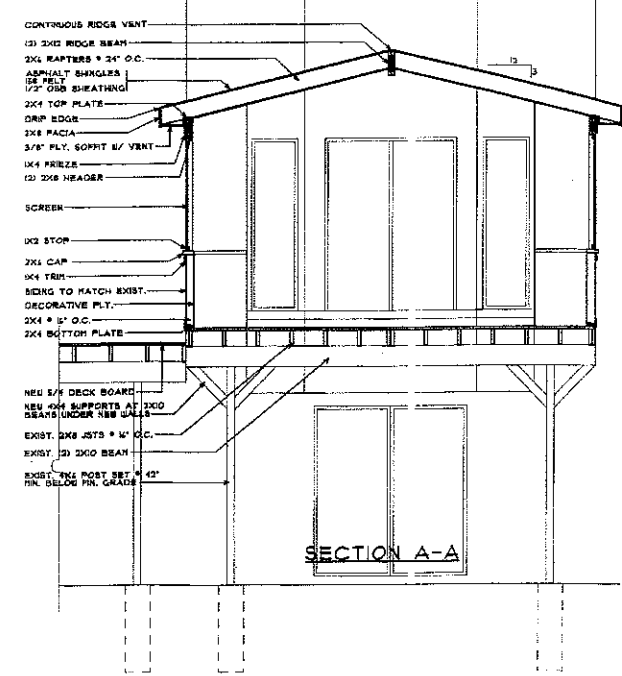 CONTINUOUS RIDGE VENT
(2) 2X12 RIDGE BEAM
2X6 RAFTERS @ 24" O.C.
ASPHALT SHINGLES
15# FELT
1/2" OSB SHEATHING
2X4 TOP PLATE
DRIP EDGE
2X8 FACIA
3/8" PLY. SOFFIT W/ VENT
1X4 FRIEZE
(2) 2X8 HEADER
SCREEN
1X2 STOP
2X6 CAP
1X4 TRIM
SIDING TO MATCH EXIST.
DECORATIVE PLY.
2X4 @ 16" O.C.
2X4 BOTTOM PLATE
NEW 5/4 DECK BOARD
NEW 4X4 SUPPORTS AT 2X10
BEAMS UNDER NEW WALLS
EXIST. 2X8 JSTS @ 16" O.C.
EXIST. (2) 2X10 BEAM
EXIST. 4X6 POST SET @ 42"
MIN. BELOW FIN. GRADE
12
3
SECTION A-A